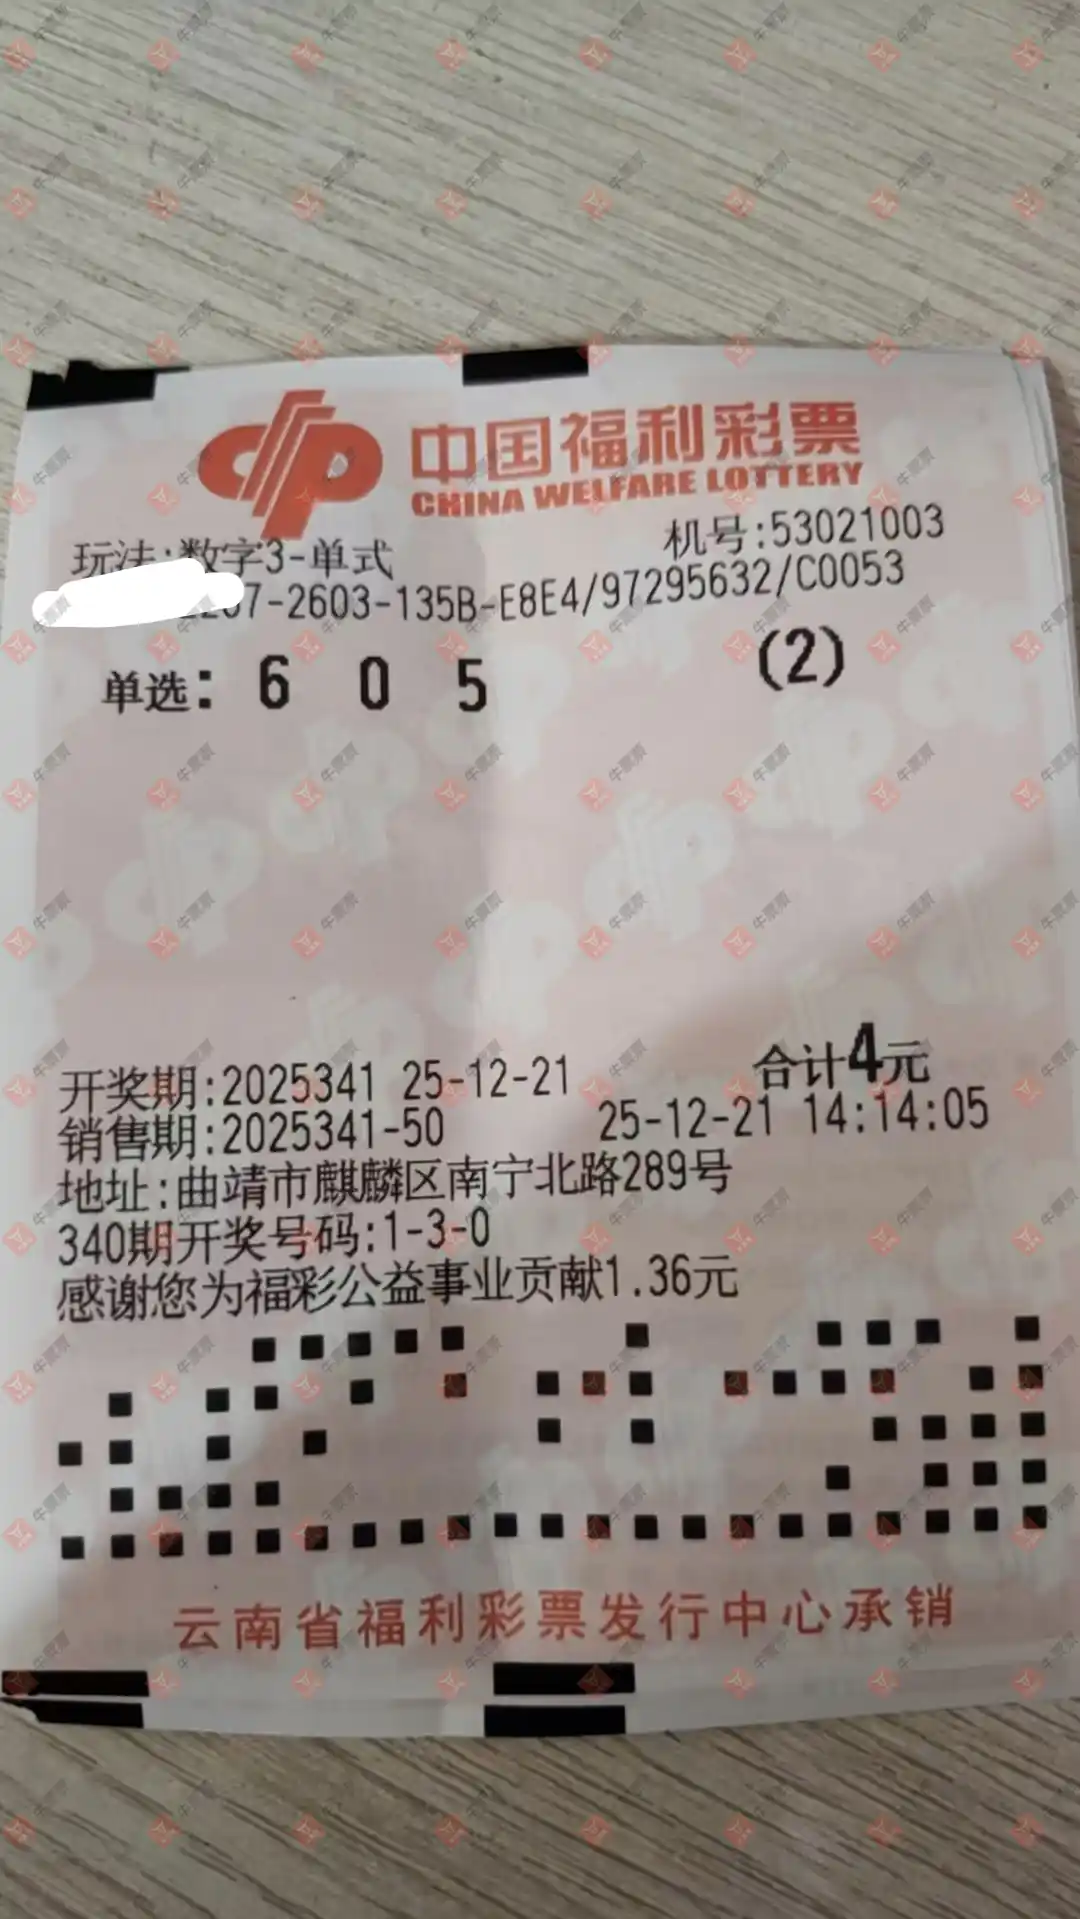 中国福利彩票
CHINA WELFARE LOTTERY
玩法:数字3-单式
机号:53021003
07-2603-135B-E8E4/97295632/C0053
单选: 6 0 5 (2)
开奖期:2025341 25-12-21 合计4元
销售期:2025341-50 25-12-21 14:14:05
地址:曲靖市麒麟区南宁北路289号
340期开奖号码:1-3-0
感谢您为福彩公益事业贡献1.36元
云南省福利彩票发行中心承销
牛票票